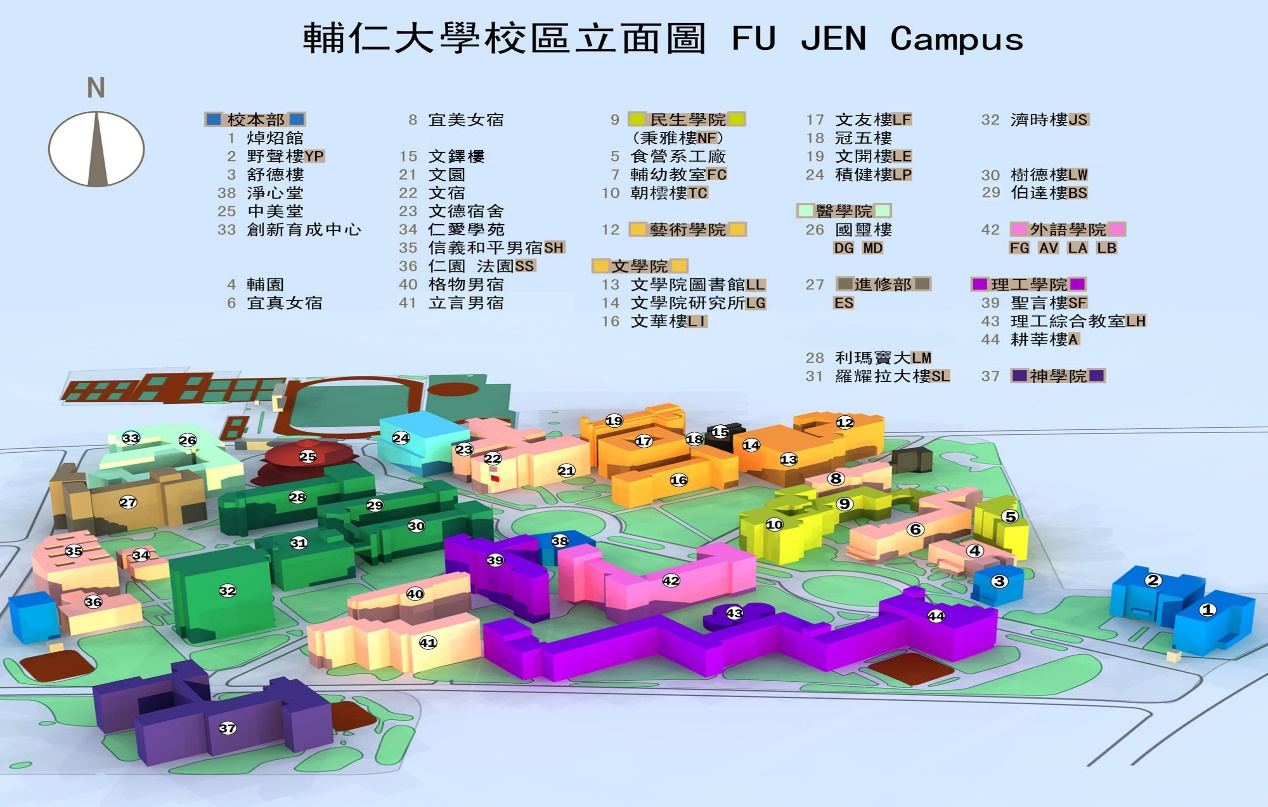 輔仁大學校區立面圖 FU JEN Campus
N
校本部
1 焯炤館
2 野聲樓YP
3 舒德樓
38 淨心堂
25 中美堂
33 創新育成中心
4 輔園
6 宜真女宿
8 宜美女宿
15 文鐸樓
21 文園
22 文宿
23 文德宿舍
34 仁愛學苑
35 信義和平男宿SH
36 仁園 法園SS
40 格物男宿
41 立言男宿
9 民生學院
(秉雅樓NF)
5 食營系工廠
7 輔幼教室FC
10 朝橒樓TC
12 藝術學院
文學院
13 文學院圖書館LL
14 文學院研究所LG
16 文華樓LI
17 文友樓LF
18 冠五樓
19 文開樓LE
24 積健樓LP
醫學院
26 國璽樓
DG MD
27 進修部
ES
28 利瑪竇大LM
31 羅耀拉大樓SL
32 濟時樓JS
30 樹德樓LW
29 伯達樓BS
42 外語學院
FG AV LA LB
理工學院
39 聖言樓SF
43 理工綜合教室LH
44 耕莘樓A
37 神學院
33
26
25
24
23
22
21
19
17
18
15
14
12
13
16
27
28
29
30
31
8
9
10
6
5
4
3
2
1
35
34
36
32
39
38
42
40
41
43
44
37